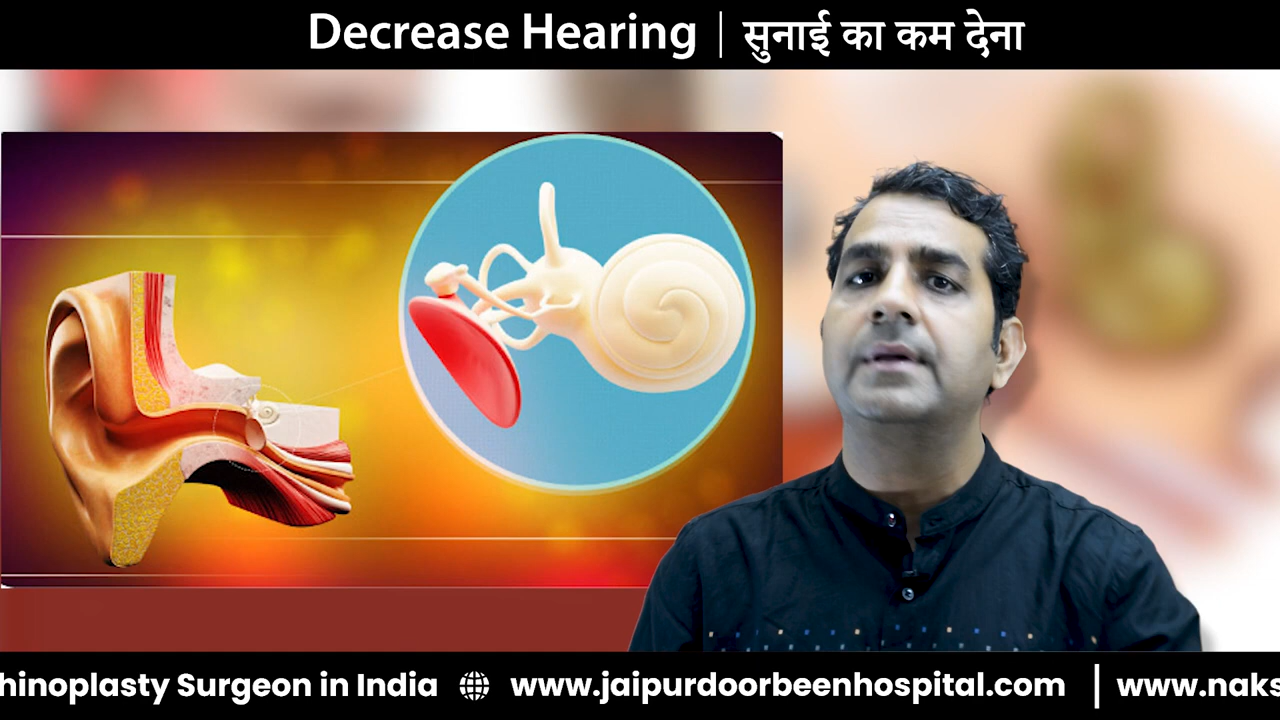 Decrease Hearing | सुनाई का कम देना
hinoplasty Surgeon in India www.jaipurdoorbeenhospital.com | www.naks